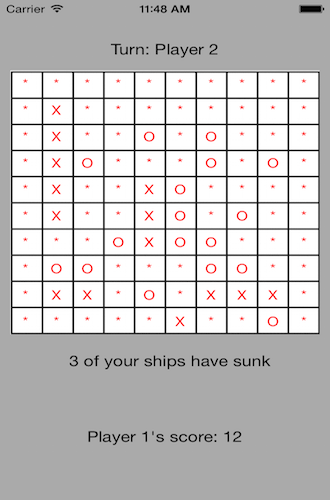 Carrier 11:48 AM
Turn: Player 2
* * * * * * * * * *
* X * * * * * * * *
* X * * O * O * * *
* X O * * * O * O *
* X * * X O * * * *
* X * * X O * O * *
* * * O X O O * * *
* O O * * * O O * *
* X X * O * X X X *
* * * * * X * * O *
3 of your ships have sunk
Player 1's score: 12